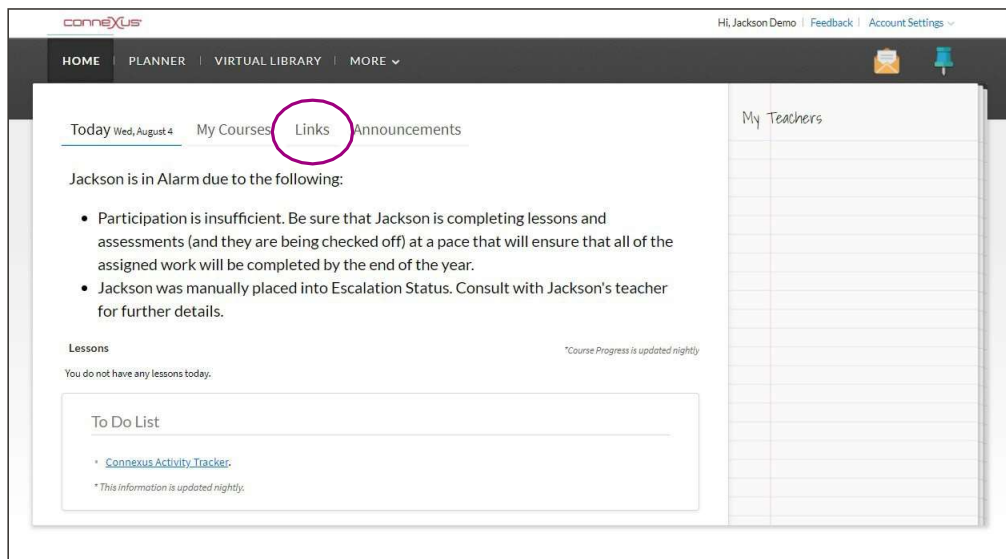 connexus
Hi, Jackson Demo | Feedback | Account Settings
HOME | PLANNER | VIRTUAL LIBRARY | MORE
Today Wed, August 4 My Courses Links Announcements
My Teachers
Jackson is in Alarm due to the following:
• Participation is insufficient. Be sure that Jackson is completing lessons and
assessments (and they are being checked off) at a pace that will ensure that all of the
assigned work will be completed by the end of the year.
• Jackson was manually placed into Escalation Status. Consult with Jackson's teacher
for further details.
Lessons *Course Progress is updated nightly
You do not have any lessons today.
To Do List
• Connexus Activity Tracker.
* This information is updated nightly.